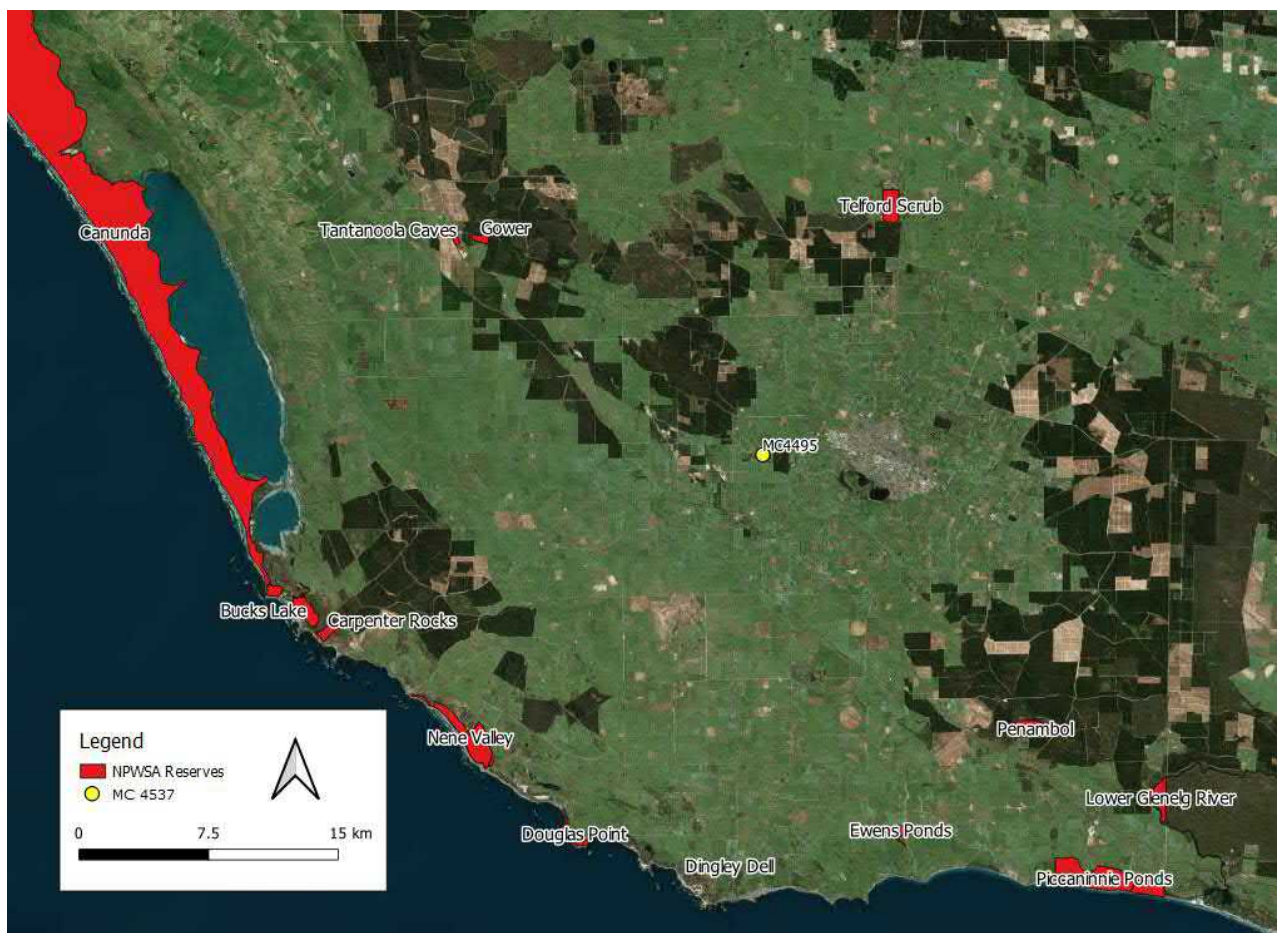 Telford Scrub
Canunda
Tantanoola Caves
Gower
MC4495
Bucks Lake
Carpenter Rocks
Nene Valley
Penambol
Lower Glenelg River
Douglas Point
Ewens Ponds
Dingley Dell
Piccaninnie Ponds
Legend
NPWSA Reserves
MC 4537
0 7.5 15 km